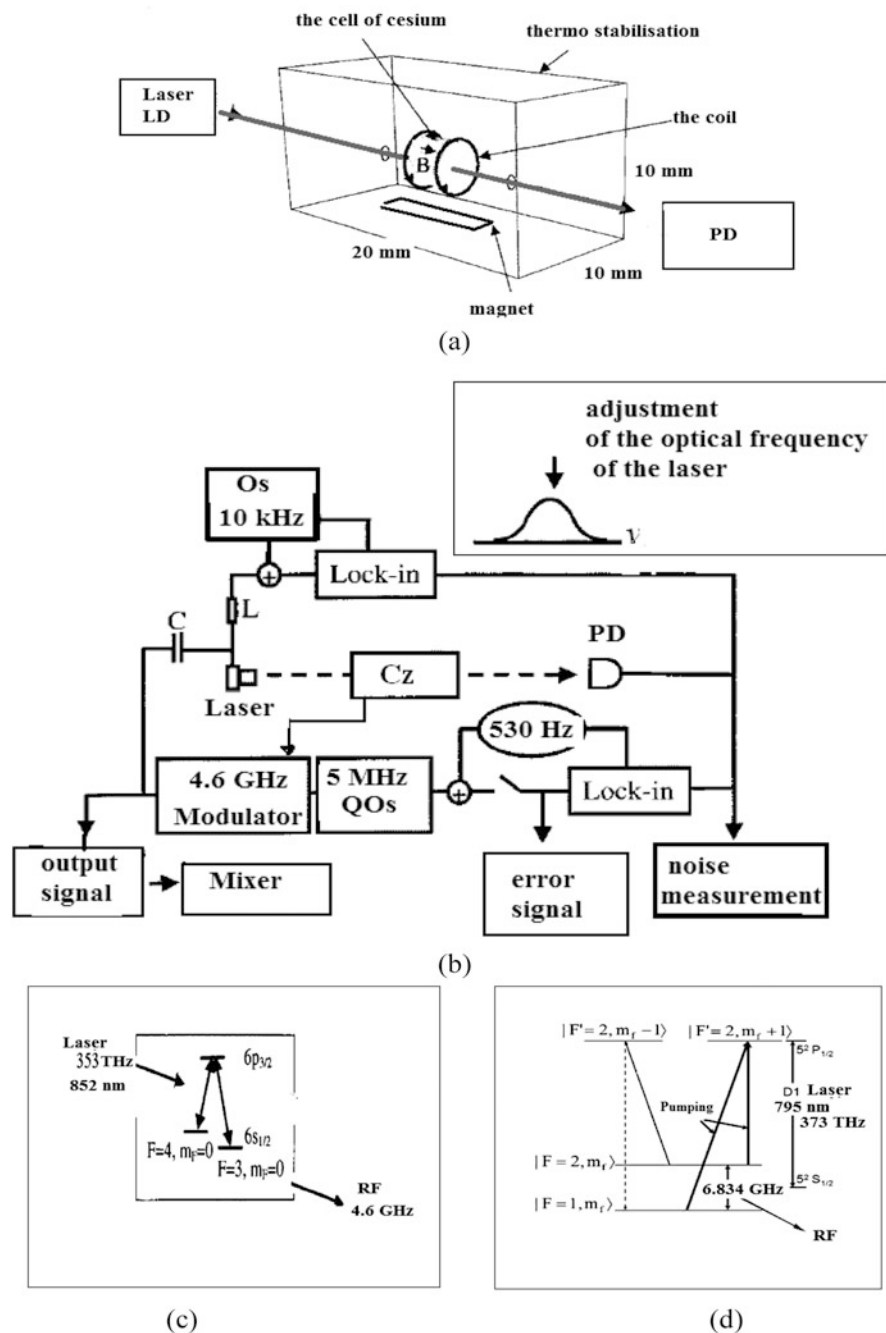 the cell of cesium
thermo stabilisation
Laser
LD
the coil
B
10 mm
PD
20 mm
10 mm
magnet
(a)
adjustment
of the optical frequency
of the laser
ν
Os
10 kHz
Lock-in
L
C
PD
Cz
Laser
530 Hz
4.6 GHz
Modulator
5 MHz
QOs
Lock-in
output
signal
Mixer
error
signal
noise
measurement
(b)
Laser
353 THz
852 nm
6p3/2
6s1/2
F=4, mF=0
F=3, mF=0
RF
4.6 GHz
(c)
|F'=2, mf −1⟩
|F'=2, mf +1⟩
5² P1/2
D1 Laser
795 nm
373 THz
Pumping
|F=2, mf⟩
6.834 GHz
5² S1/2
|F=1, mf⟩
RF
(d)